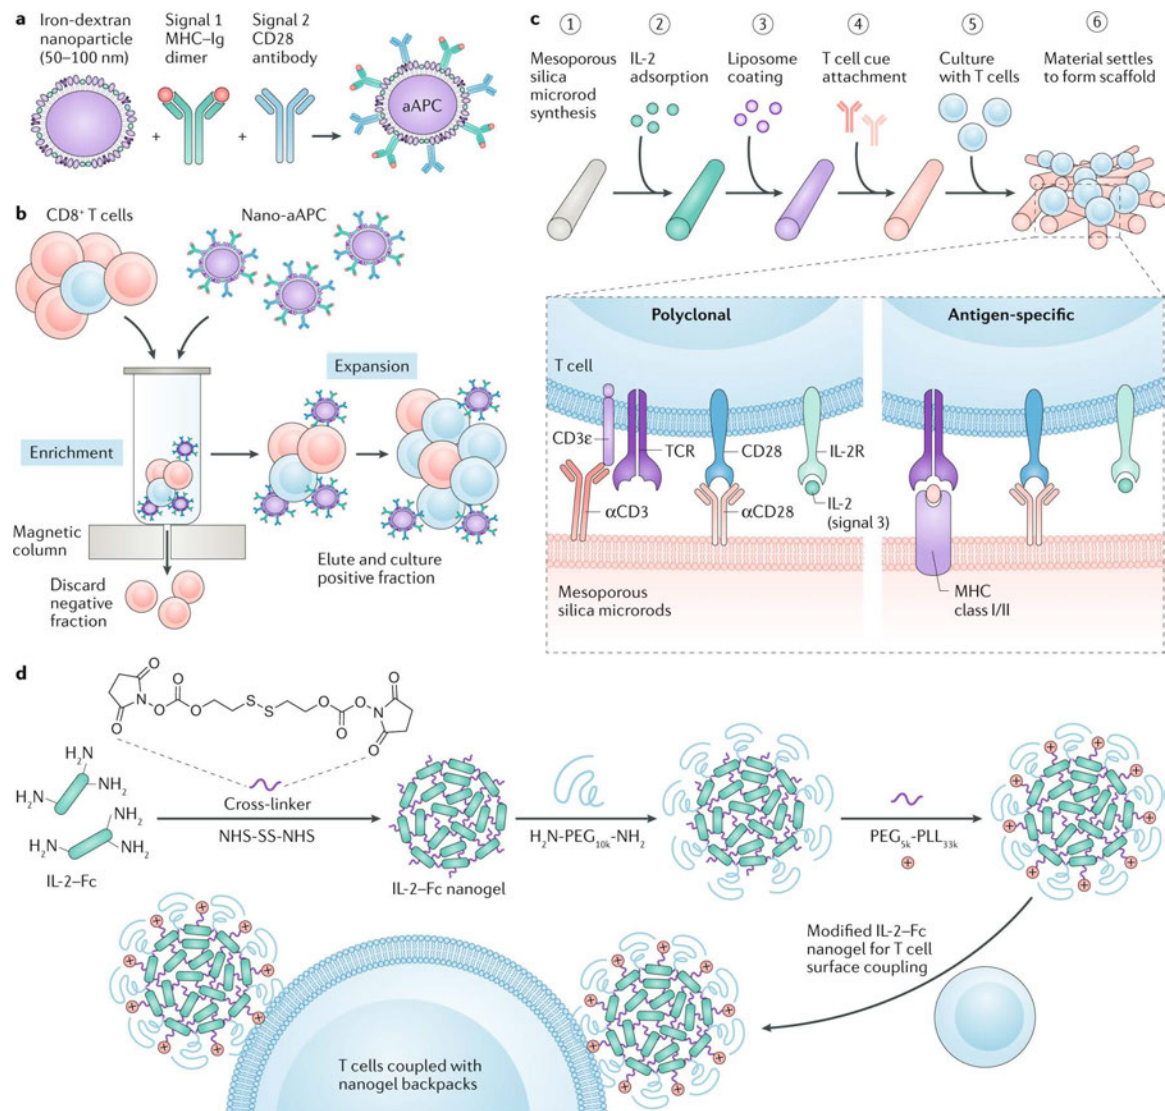 a
Iron-dextran
nanoparticle
(50–100 nm)
Signal 1
MHC–Ig
dimer
Signal 2
CD28
antibody
+
+
aAPC
b
CD8⁺ T cells
Nano-aAPC
Enrichment
Expansion
Magnetic
column
Discard
negative
fraction
Elute and culture
positive fraction
c
1
Mesoporous
silica
microrod
synthesis
2
IL-2
adsorption
3
Liposome
coating
4
T cell cue
attachment
5
Culture
with T cells
6
Material settles
to form scaffold
Polyclonal
Antigen-specific
T cell
CD3ε
TCR
CD28
IL-2R
αCD3
αCD28
IL-2
(signal 3)
Mesoporous
silica microrods
MHC
class I/II
d
O
N
O
O
O
O
S
S
O
O
O
N
O
O
H₂N
NH₂
H₂N
NH₂
H₂N
NH₂
IL-2–Fc
Cross-linker
NHS-SS-NHS
IL-2–Fc nanogel
H₂N-PEG₁₀ₖ-NH₂
PEG₅ₖ-PLL₃₃ₖ
+
Modified IL-2–Fc
nanogel for T cell
surface coupling
T cells coupled with
nanogel backpacks